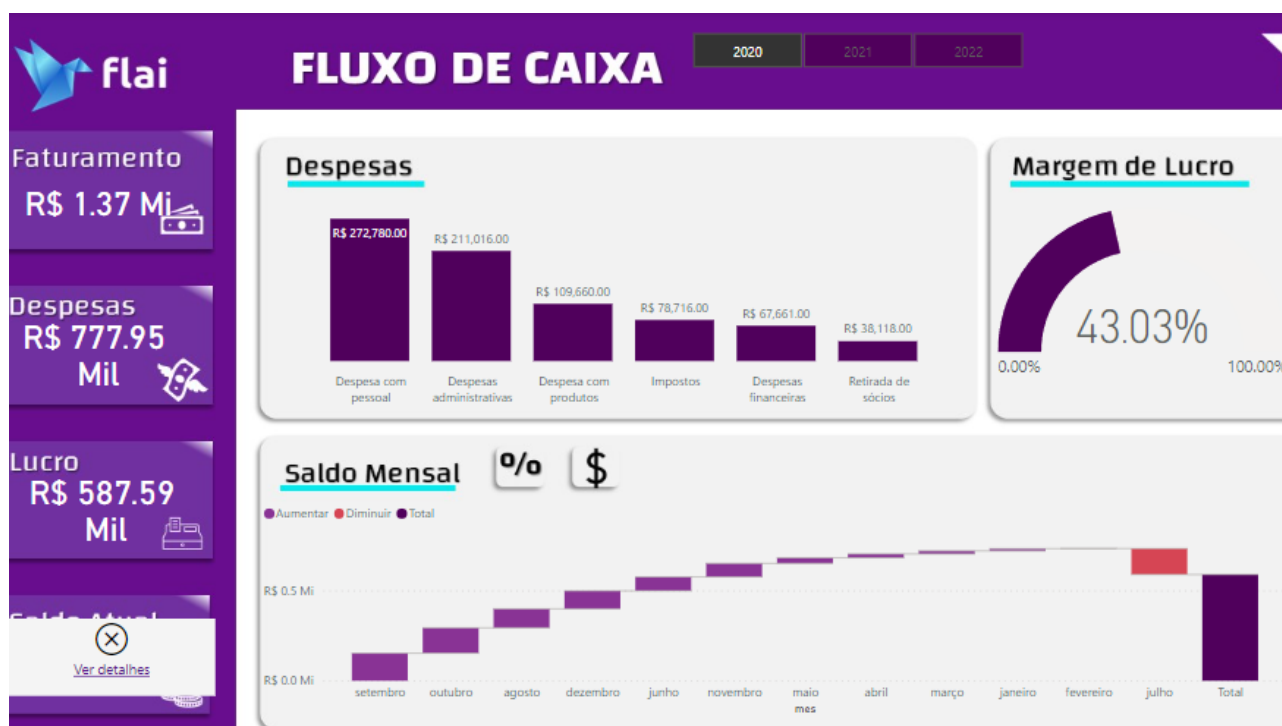 flai
FLUXO DE CAIXA
2020
2021
2022
Faturamento
R$ 1.37 Mi
Despesas
R$ 777.95
Mil
Lucro
R$ 587.59
Mil
Ver detalhes
Despesas
R$ 272,780.00
R$ 211,016.00
R$ 109,660.00
R$ 78,716.00
R$ 67,661.00
R$ 38,118.00
Despesa com
pessoal
Despesas
administrativas
Despesa com
produtos
Impostos
Despesas
financeiras
Retirada de
sócios
Margem de Lucro
43.03%
0.00%
100.00%
Saldo Mensal
%
$
Aumentar
Diminuir
Total
R$ 0.5 Mi
R$ 0.0 Mi
setembro
outubro
agosto
dezembro
junho
novembro
maio
abril
março
janeiro
fevereiro
julho
Total
mes